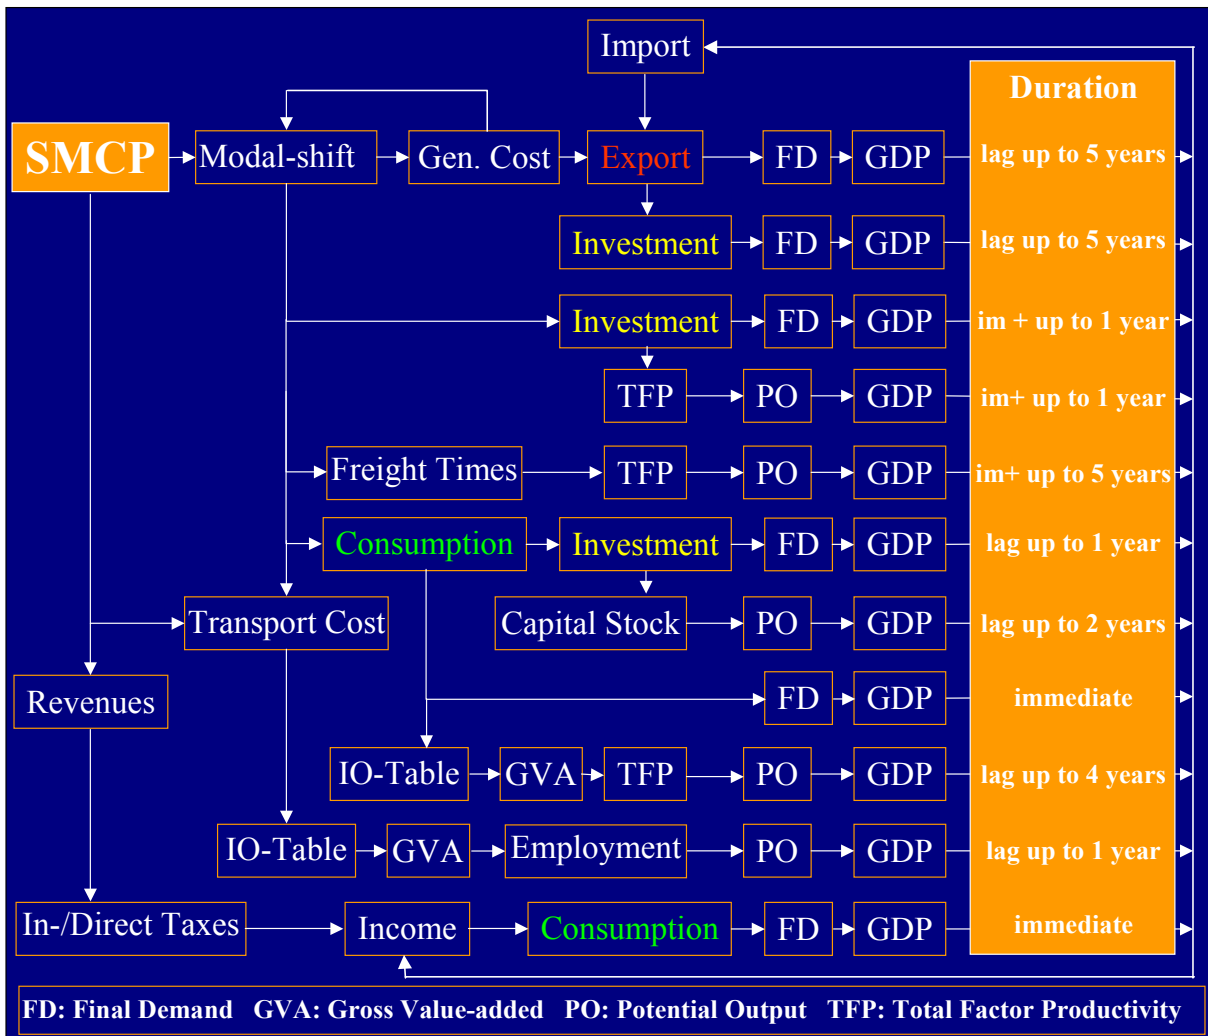 Import
Duration
SMCP Modal-shift Gen. Cost Export FD GDP lag up to 5 years
Investment FD GDP lag up to 5 years
Investment FD GDP im + up to 1 year
TFP PO GDP im+ up to 1 year
Freight Times TFP PO GDP im+ up to 5 years
Consumption Investment FD GDP lag up to 1 year
Transport Cost Capital Stock PO GDP lag up to 2 years
Revenues FD GDP immediate
IO-Table GVA TFP PO GDP lag up to 4 years
IO-Table GVA Employment PO GDP lag up to 1 year
In-/Direct Taxes Income Consumption FD GDP immediate
FD: Final Demand GVA: Gross Value-added PO: Potential Output TFP: Total Factor Productivity